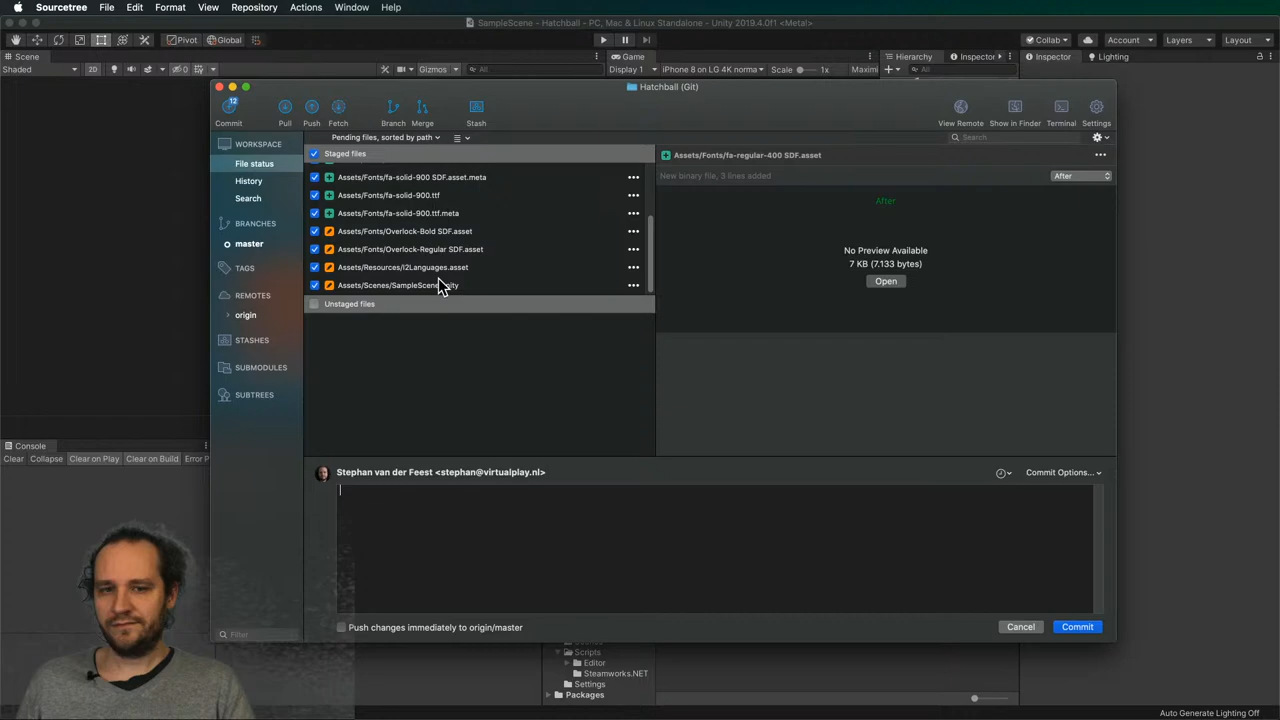 Sourcetree File Edit View Repository Actions Window Help
SampleScene - Hatchball - PC, Mac & Linux Standalone - Unity 2019.4.0f1 <Metal>
Pivot Global Collab Account Layers Layout
Scene Game Hierarchy Inspector Inspector Lighting
Shaded 2D 0 Gizmos All Display 1 iPhone 8 on LG 4K norma Scale 1x Maxim All
Hatchball (Git)
12
Commit Pull Push Fetch Branch Merge Stash View Remote Show in Finder Terminal Settings
Pending files, sorted by path
Search
WORKSPACE
File status
History
Search
BRANCHES
master
TAGS
REMOTES
origin
STASHES
SUBMODULES
SUBTREES
Filter
Staged files
Assets/Fonts/fa-solid-900 SDF.asset.meta
Assets/Fonts/fa-solid-900.ttf
Assets/Fonts/fa-solid-900.ttf.meta
Assets/Fonts/Overlock-Bold SDF.asset
Assets/Fonts/Overlock-Regular SDF.asset
Assets/Resources/I2Languages.asset
Unstaged files
Assets/Fonts/fa-regular-400 SDF.asset
New binary file, 3 lines added
After
After
No Preview Available
7 KB (7.133 bytes)
Open
Stephan van der Feest <stephan@virtualplay.nl>
Commit Options...
Push changes immediately to origin/master
Cancel Commit
Console
Clear Collapse Clear on Play Clear on Build Error P
Scripts
Editor
Steamworks.NET
Settings
Packages
Auto Generate Lighting Off